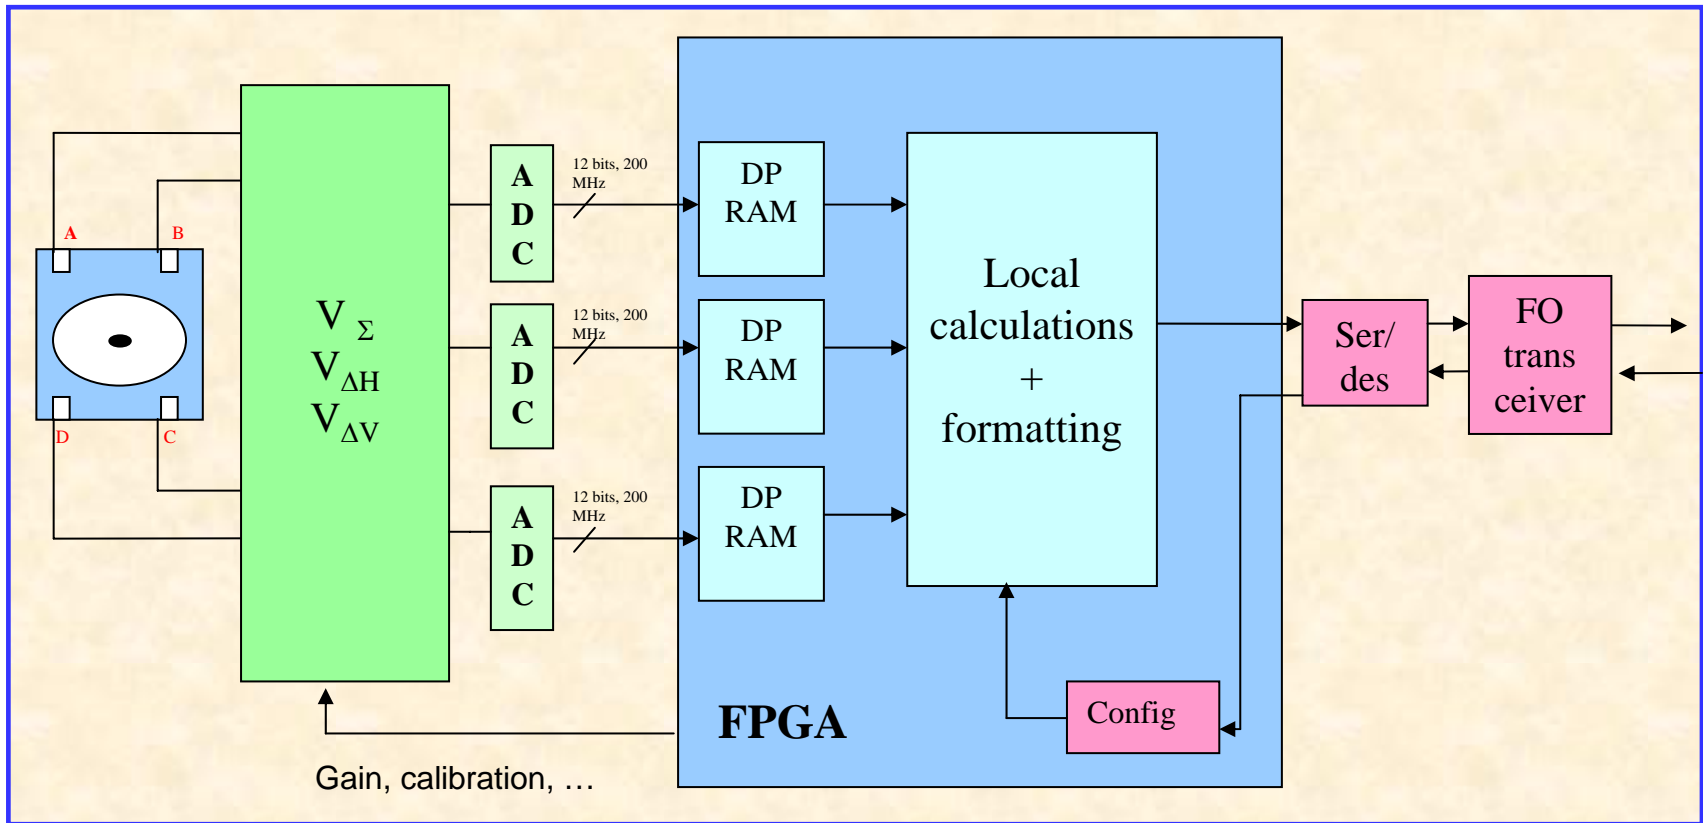 A
B
D
C
V Σ
V ΔH
V ΔV
A
D
C
12 bits, 200
MHz
A
D
C
12 bits, 200
MHz
A
D
C
12 bits, 200
MHz
DP
RAM
DP
RAM
DP
RAM
Local
calculations
+
formatting
Config
FPGA
Ser/
des
FO
trans
ceiver
Gain, calibration, …